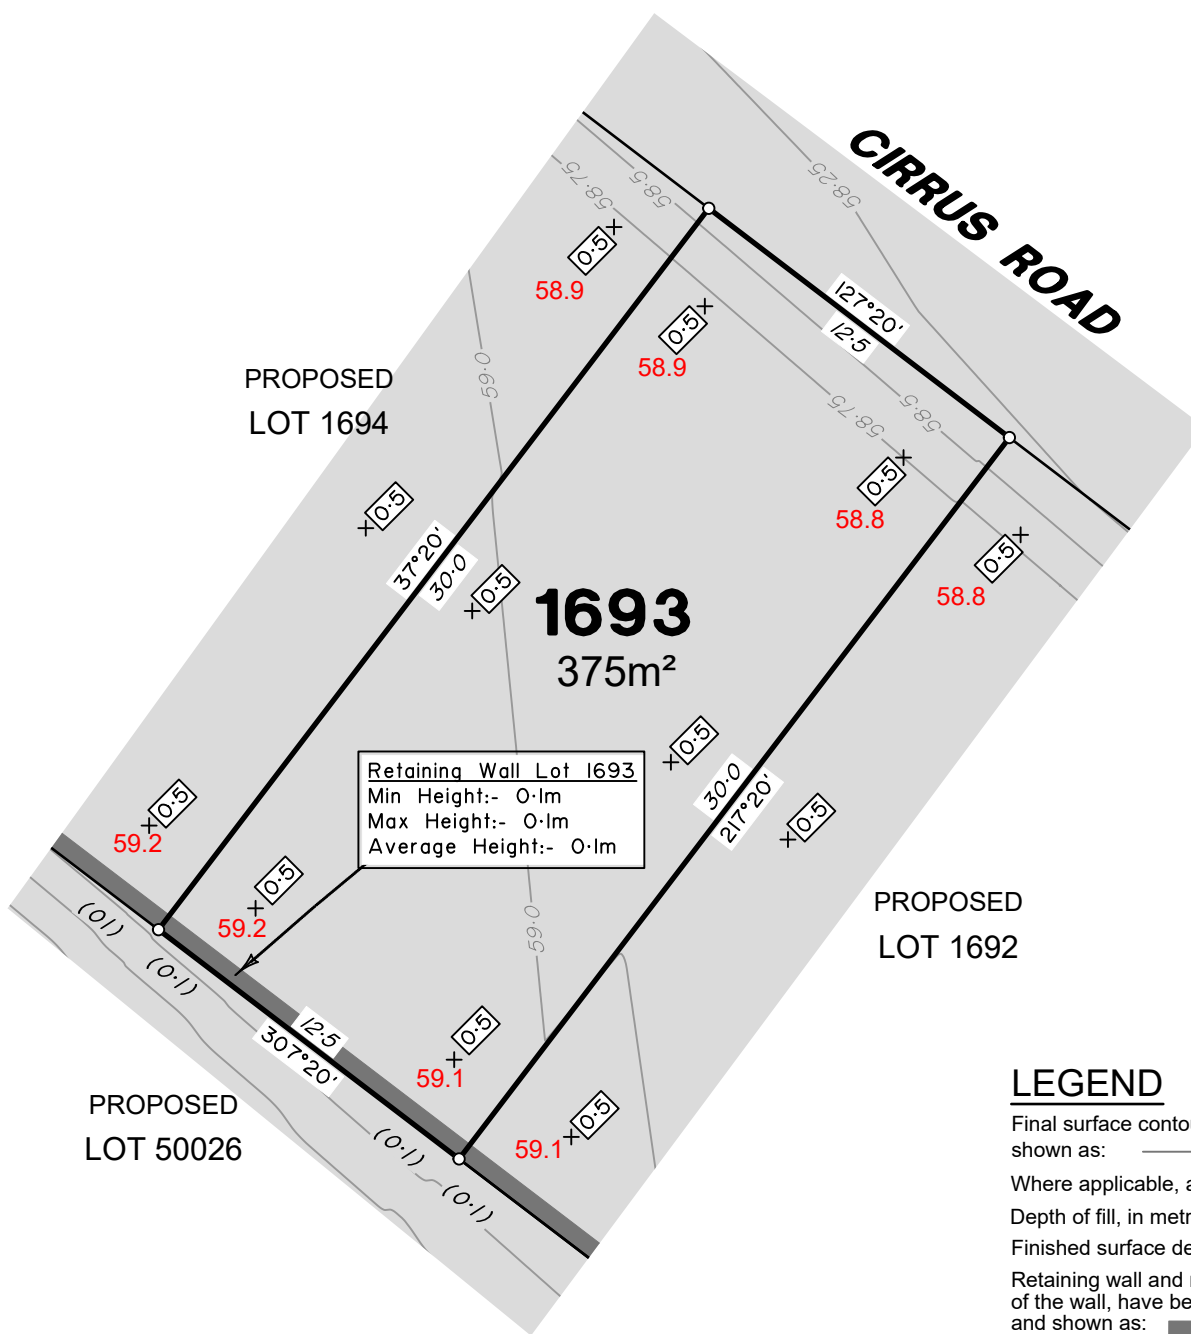 CIRRUS ROAD
58·25
58·5
58·75
127°20'
12·5
0·5
58.9
0·5
58.9
PROPOSED
LOT 1694
59·0
58·5
58·75
0·5
58.8
0·5
58.8
0·5
37°20'
30·0
0·5
1693
375m²
0·5
30·0
217°20'
0·5
Retaining Wall Lot 1693
Min Height:- 0·1m
Max Height:- 0·1m
Average Height:- 0·1m
0·5
59.2
0·5
59.2
PROPOSED
LOT 1692
59·0
(0·1)
(0·1)
12·5
307°20'
0·5
59.1
0·5
59.1
PROPOSED
LOT 50026
(0·1)
(0·1)
LEGEND
Final surface
shown as:
Where applicable,
Depth of fill, in
Finished surface
Retaining wall and
of the wall, have
and shown as: